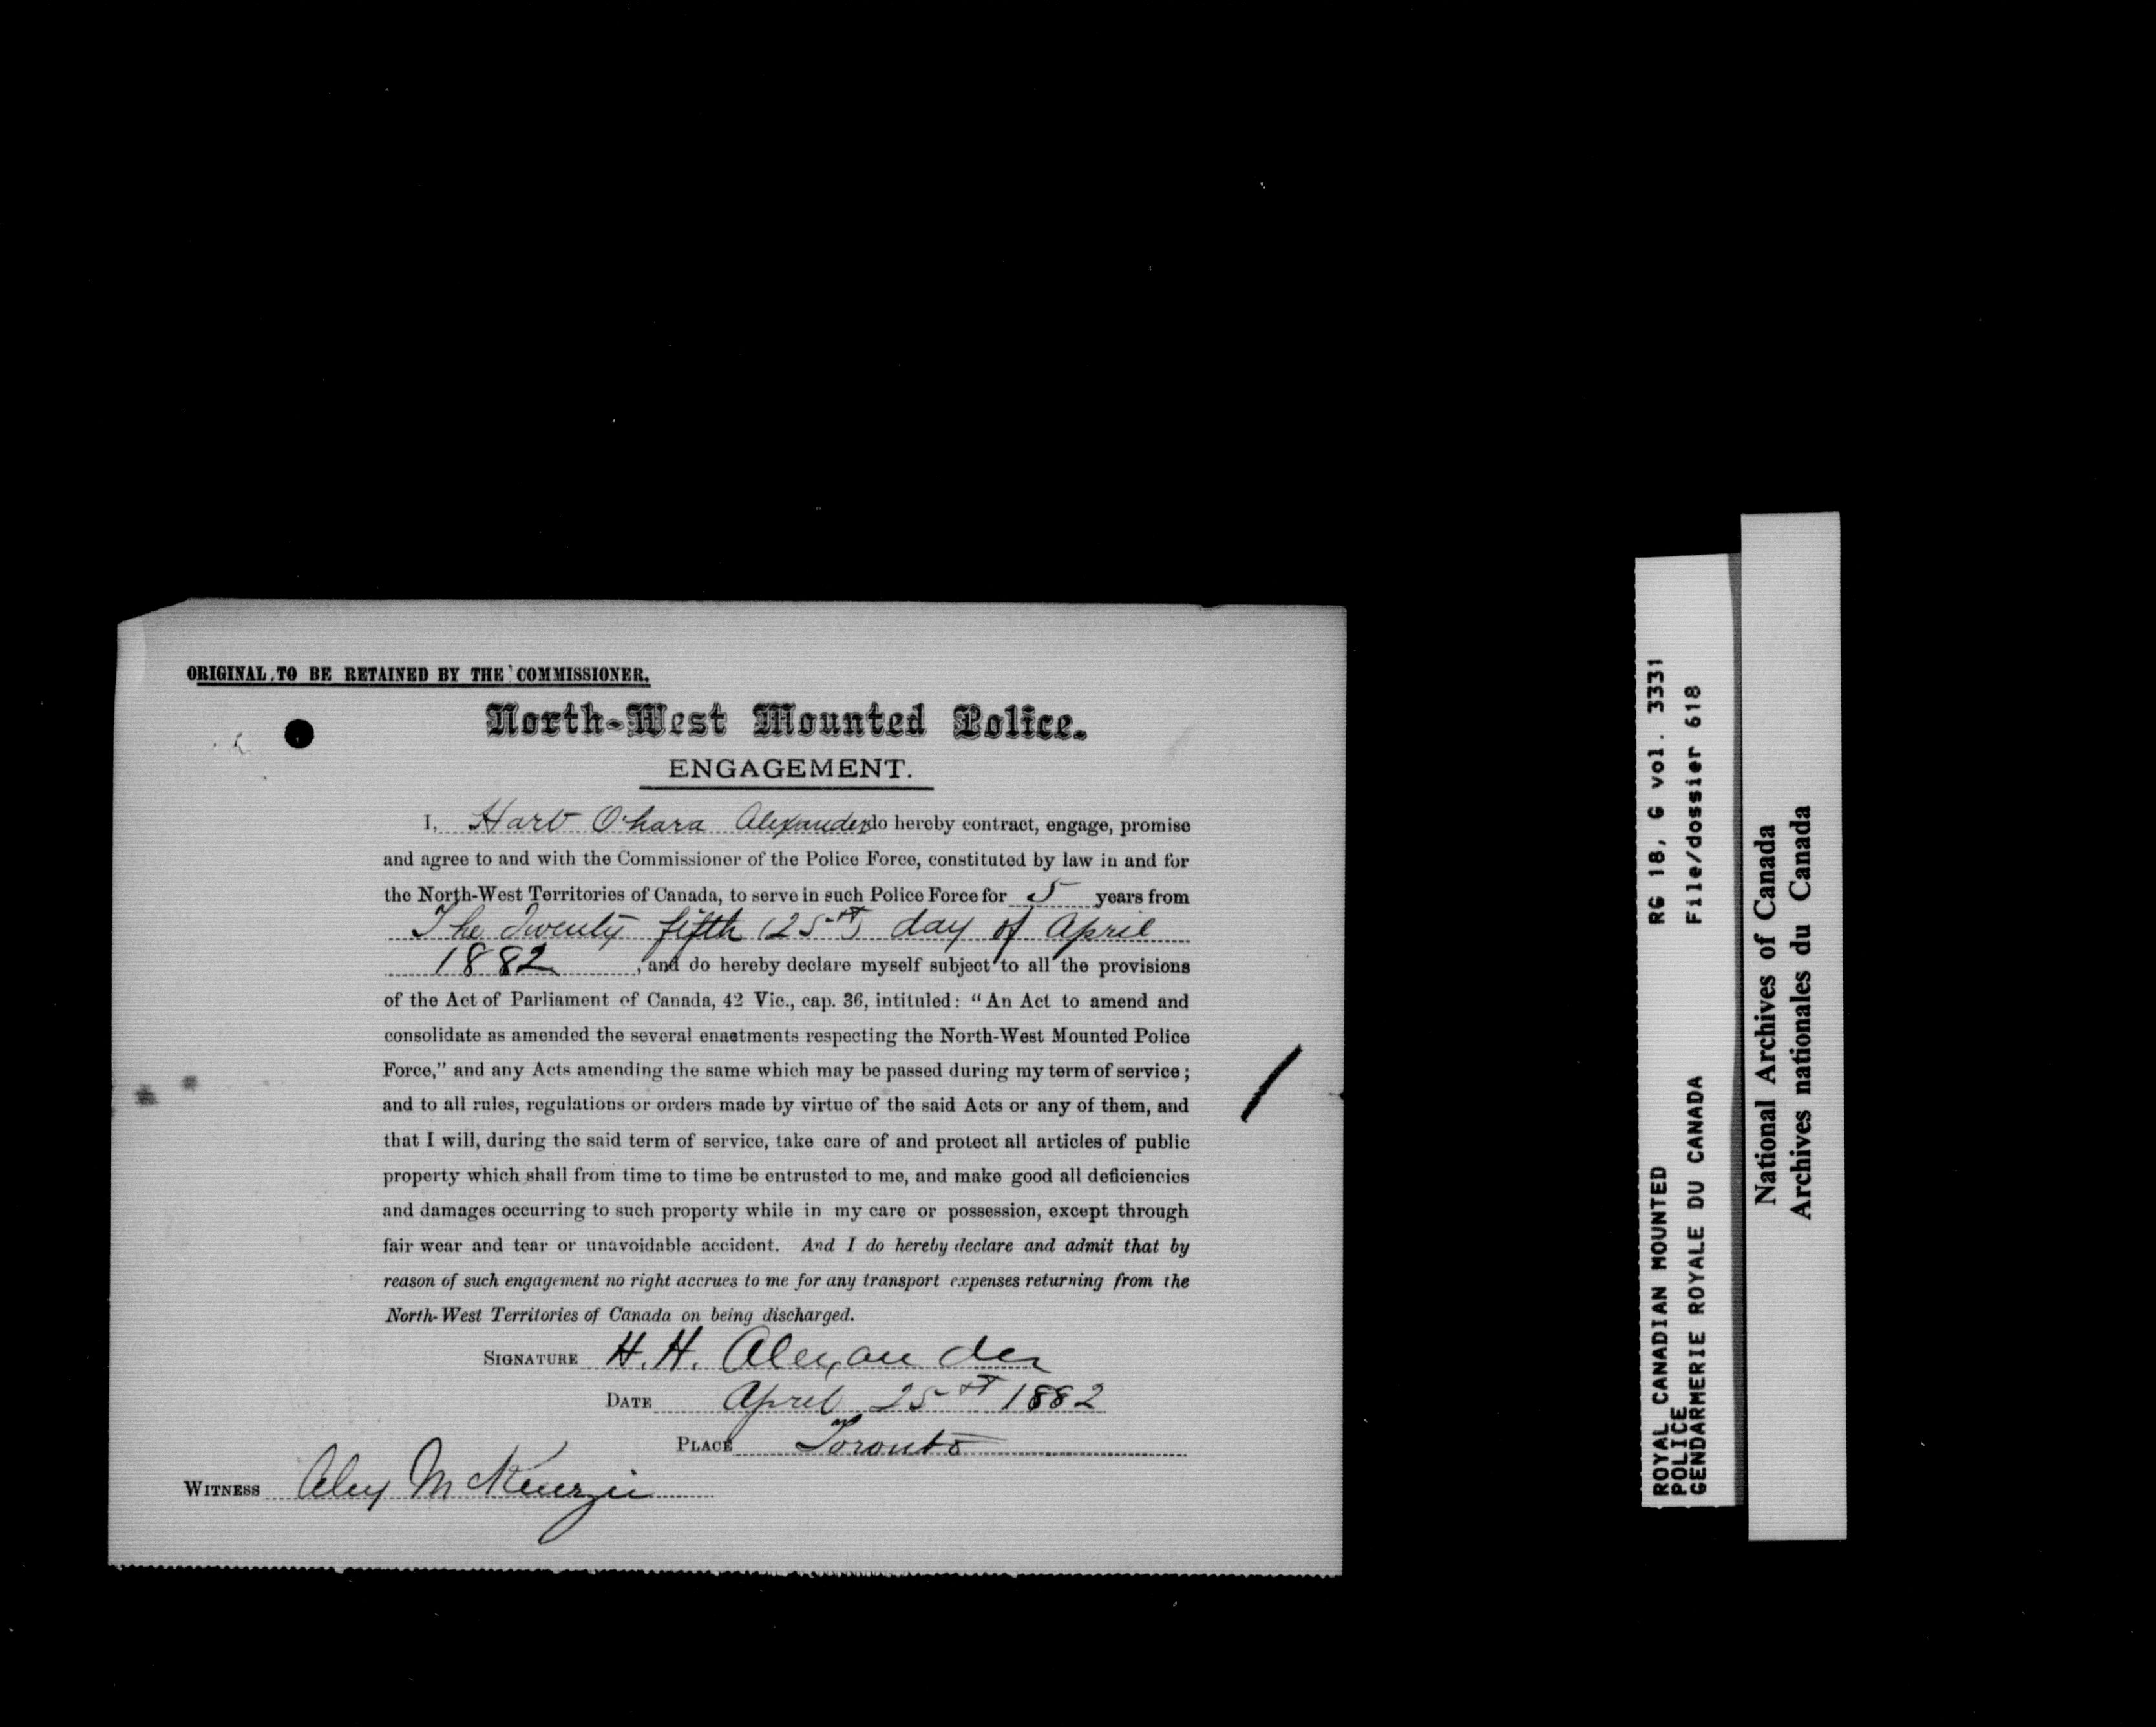 ORIGINAL TO BE RETAINED BY THE COMMISSIONER.
North-West Mounted Police.
ENGAGEMENT.
I, Hart O'hara Alexander do hereby contract, engage, promise
and agree to and with the Commissioner of the Police Force, constituted by law in and for
the North-West Territories of Canada, to serve in such Police Force for 5 years from
The Twenty fifth (25th) day of April
1882, and do hereby declare myself subject to all the provisions
of the Act of Parliament of Canada, 42 Vic., cap. 36, intituled: "An Act to amend and
consolidate as amended the several enactments respecting the North-West Mounted Police
Force," and any Acts amending the same which may be passed during my term of service;
and to all rules, regulations or orders made by virtue of the said Acts or any of them, and
that I will, during the said term of service, take care of and protect all articles of public
property which shall from time to time be entrusted to me, and make good all deficiencies
and damages occurring to such property while in my care or possession, except through
fair wear and tear or unavoidable accident. And I do hereby declare and admit that by
reason of such engagement no right accrues to me for any transport expenses returning from the
North-West Territories of Canada on being discharged.
SIGNATURE H. H. Alexander
DATE April 25th 1882
PLACE Toronto
WITNESS Alex McKenzie
ROYAL CANADIAN MOUNTED RG 18, G vol. 3331
POLICE
GENDARMERIE ROYALE DU CANADA File/dossier 618
National Archives of Canada
Archives nationales du Canada